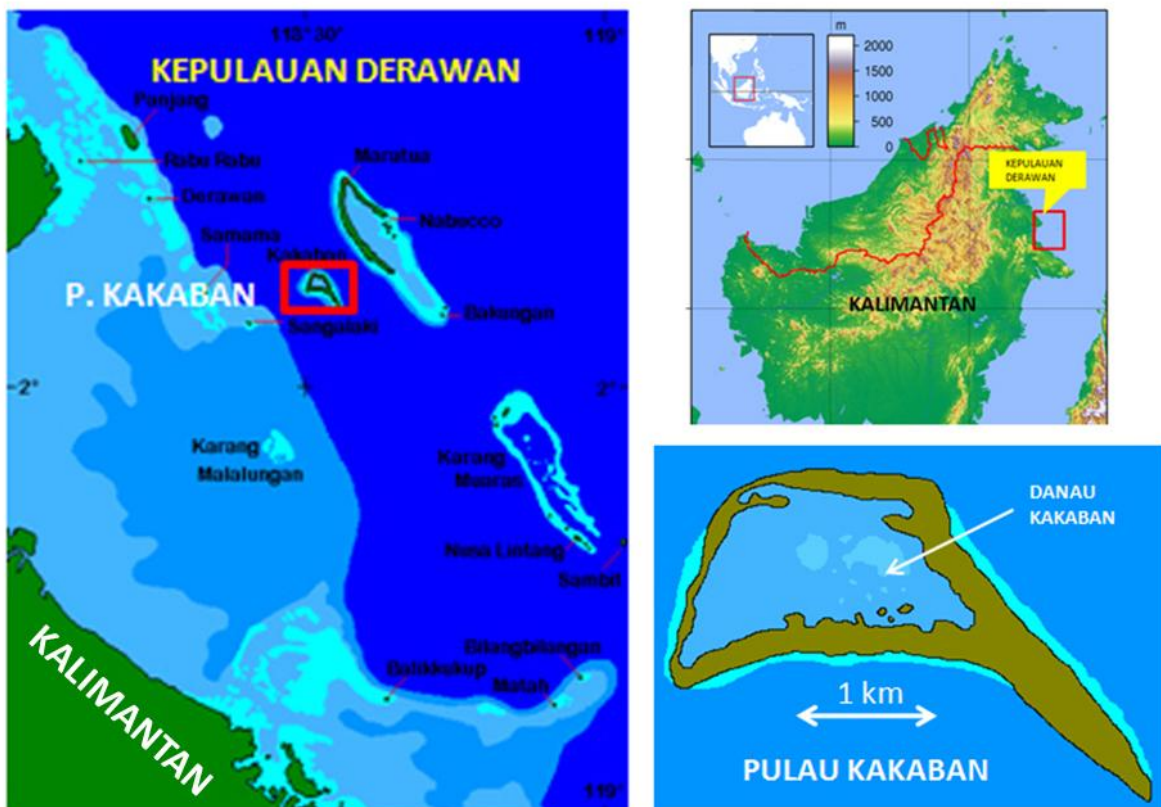 118°30'
119°
KEPULAUAN DERAWAN
Panjang
Rabu Rabu
Derawan
Samama
Maratua
Nabucco
Kakaban
P. KAKABAN
Sangalaki
Bakungan
2°
2°
Karang
Malalungan
Karang
Muaras
Nusa Lintang
Sambit
Bilangbilangan
Balikkukup
Mataha
KALIMANTAN
119°
m
2000
1500
500
0
KEPULAUAN
DERAWAN
KALIMANTAN
DANAU
KAKABAN
1 km
PULAU KAKABAN